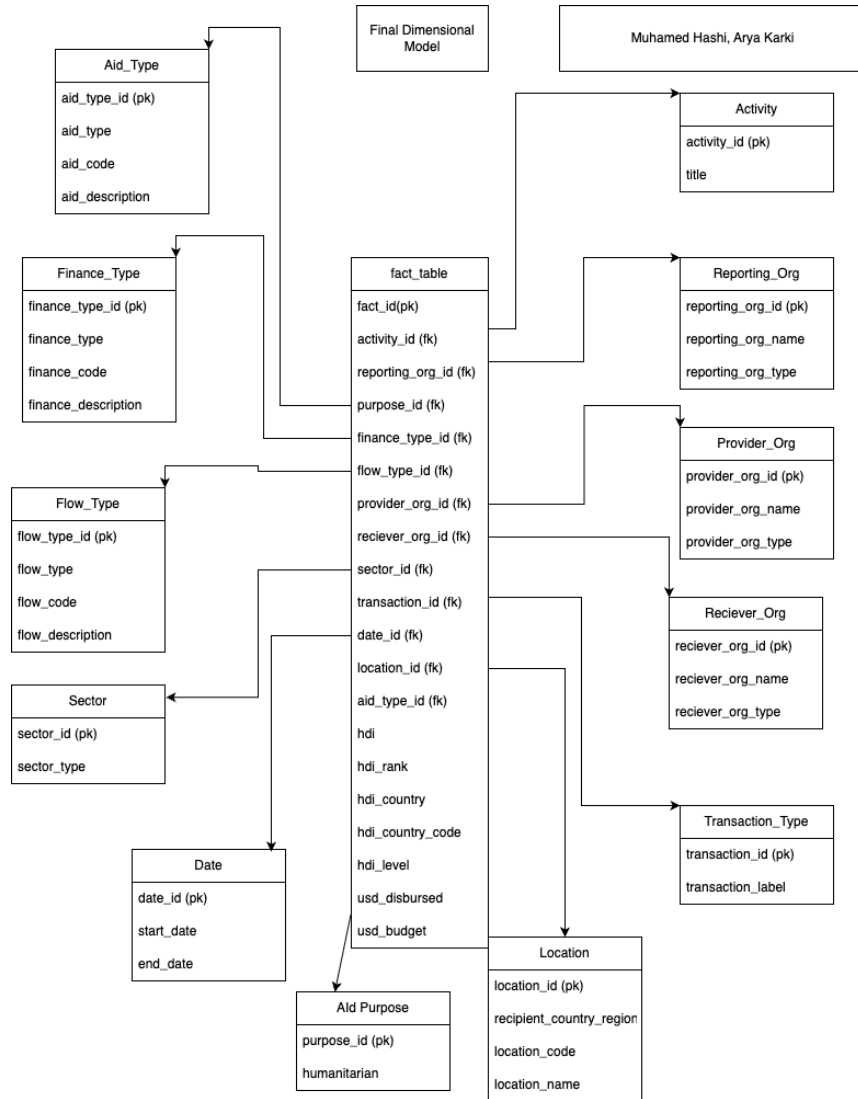 Final Dimensional
Model
Muhamed Hashi, Arya Karki
Aid_Type
aid_type_id (pk)
aid_type
aid_code
aid_description
Activity
activity_id (pk)
title
Finance_Type
finance_type_id (pk)
finance_type
finance_code
finance_description
fact_table
fact_id(pk)
activity_id (fk)
reporting_org_id (fk)
purpose_id (fk)
finance_type_id (fk)
flow_type_id (fk)
provider_org_id (fk)
reciever_org_id (fk)
sector_id (fk)
transaction_id (fk)
date_id (fk)
location_id (fk)
aid_type_id (fk)
hdi
hdi_rank
hdi_country
hdi_country_code
hdi_level
usd_disbursed
usd_budget
Reporting_Org
reporting_org_id (pk)
reporting_org_name
reporting_org_type
Provider_Org
provider_org_id (pk)
provider_org_name
provider_org_type
Flow_Type
flow_type_id (pk)
flow_type
flow_code
flow_description
Reciever_Org
reciever_org_id (pk)
reciever_org_name
reciever_org_type
Sector
sector_id (pk)
sector_type
Transaction_Type
transaction_id (pk)
transaction_label
Date
date_id (pk)
start_date
end_date
Location
location_id (pk)
recipient_country_region
location_code
location_name
AId Purpose
purpose_id (pk)
humanitarian